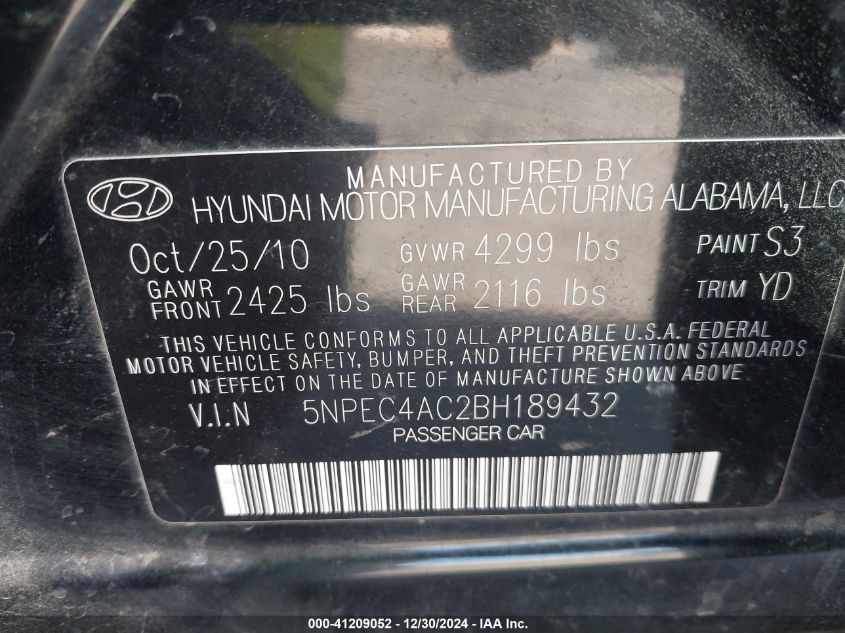 MANUFACTURED BY
HYUNDAI MOTOR MANUFACTURING ALABAMA, LLC
Oct/25/10 GVWR 4299 lbs PAINT S3
GAWR FRONT 2425 lbs GAWR REAR 2116 lbs TRIM YD
THIS VEHICLE CONFORMS TO ALL APPLICABLE U.S.A. FEDERAL
MOTOR VEHICLE SAFETY, BUMPER, AND THEFT PREVENTION STANDARDS
IN EFFECT ON THE DATE OF MANUFACTURE SHOWN ABOVE
V.I.N 5NPEC4AC2BH189432
PASSENGER CAR
000-41209052 - 12/30/2024 - IAA Inc.